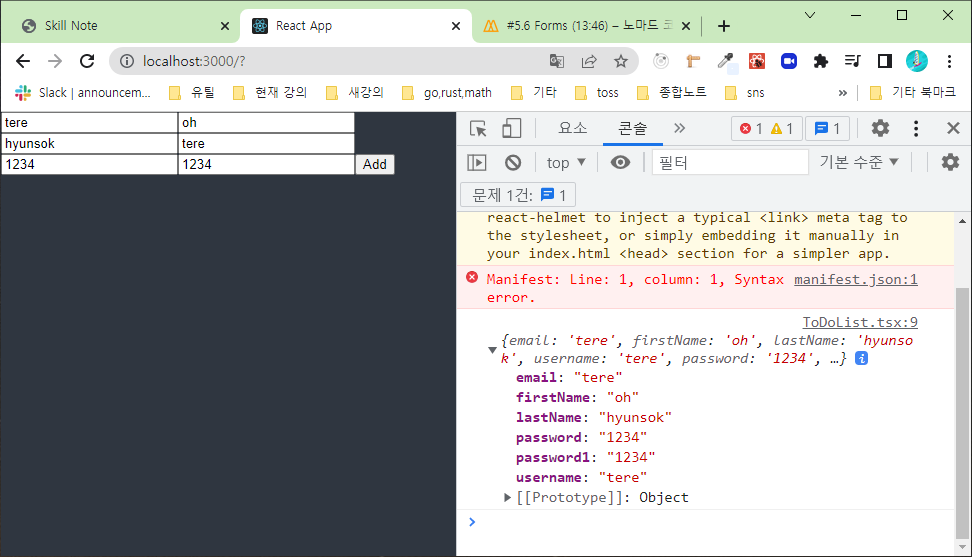 Skill Note
React App
#5.6 Forms (13:46) – 노마드 코
localhost:3000/?
Slack | announcem...
유틸
현재 강의
새강의
go,rust,math
기타
toss
종합노트
sns
»
기타 북마크
tere
oh
hyunsok
tere
1234
1234
Add
요소
콘솔
»
1
1
1
top
필터
기본 수준
문제 1건: 1
react-helmet to inject a typical <link> meta tag to
the stylesheet, or simply embedding it manually in
your index.html <head> section for a simpler app.
Manifest: Line: 1, column: 1, Syntax manifest.json:1
error.
ToDoList.tsx:9
{email: 'tere', firstName: 'oh', lastName: 'hyunso
k', username: 'tere', password: '1234', …}
email: "tere"
firstName: "oh"
lastName: "hyunsok"
password: "1234"
password1: "1234"
username: "tere"
[[Prototype]]: Object